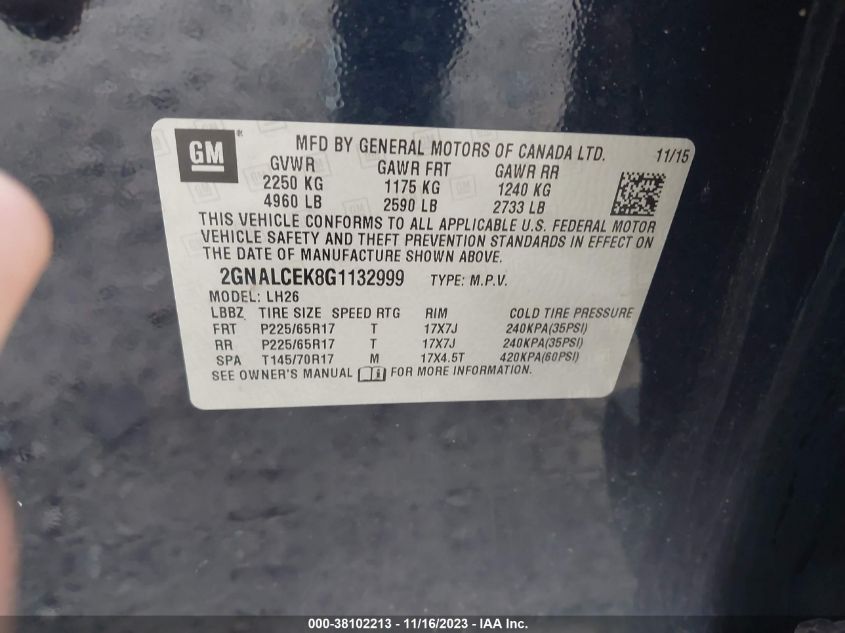 GM
MFD BY GENERAL MOTORS OF CANADA LTD. 11/15
GVWR GAWR FRT GAWR RR
2250 KG 1175 KG 1240 KG
4960 LB 2590 LB 2733 LB
THIS VEHICLE CONFORMS TO ALL APPLICABLE U.S. FEDERAL MOTOR
VEHICLE SAFETY AND THEFT PREVENTION STANDARDS IN EFFECT ON
THE DATE OF MANUFACTURE SHOWN ABOVE.
2GNALCEK8G1132999 TYPE: M.P.V.
MODEL: LH26
LBBZ TIRE SIZE SPEED RTG RIM COLD TIRE PRESSURE
FRT P225/65R17 T 17X7J 240KPA(35PSI)
RR P225/65R17 T 17X7J 240KPA(35PSI)
SPA T145/70R17 M 17X4.5T 420KPA(60PSI)
SEE OWNER'S MANUAL FOR MORE INFORMATION.
000-38102213 - 11/16/2023 - IAA Inc.